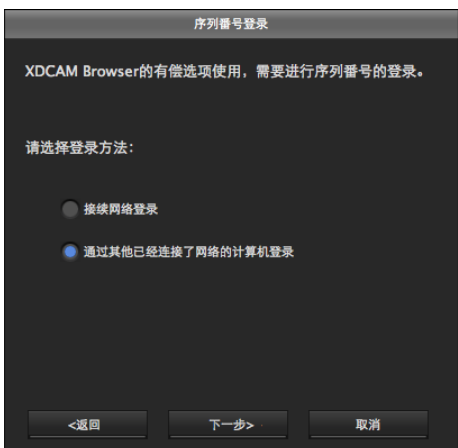 序列番号登录
XDCAM Browser的有偿选项使用，需要进行序列番号的登录。
请选择登录方法：
接续网络登录
通过其他已经连接了网络的计算机登录
<返回
下一步>
取消